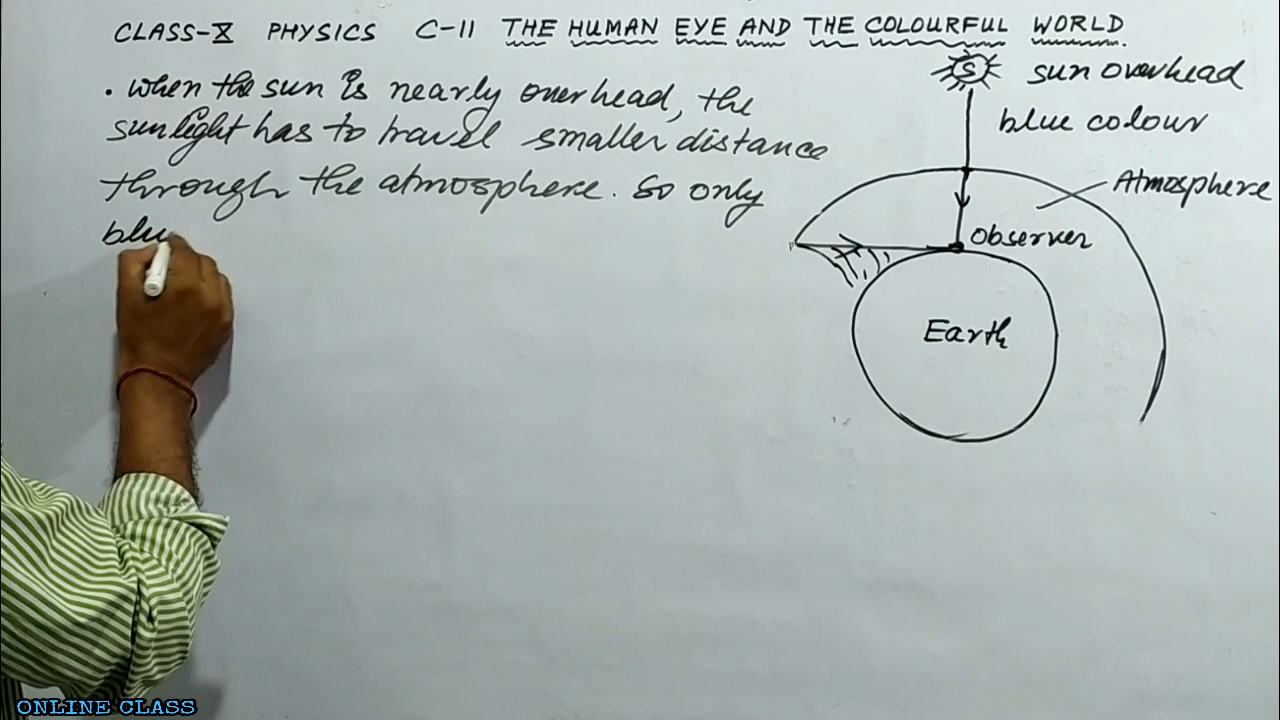 CLASS-X PHYSICS C-11 THE HUMAN EYE AND THE COLOURFUL WORLD
• when the sun is nearly overhead, the
sunlight has to travel smaller distance
through the atmosphere. So only
blu
S
sun overhead
blue colour
Atmosphere
Observer
Earth
ONLINE CLASS